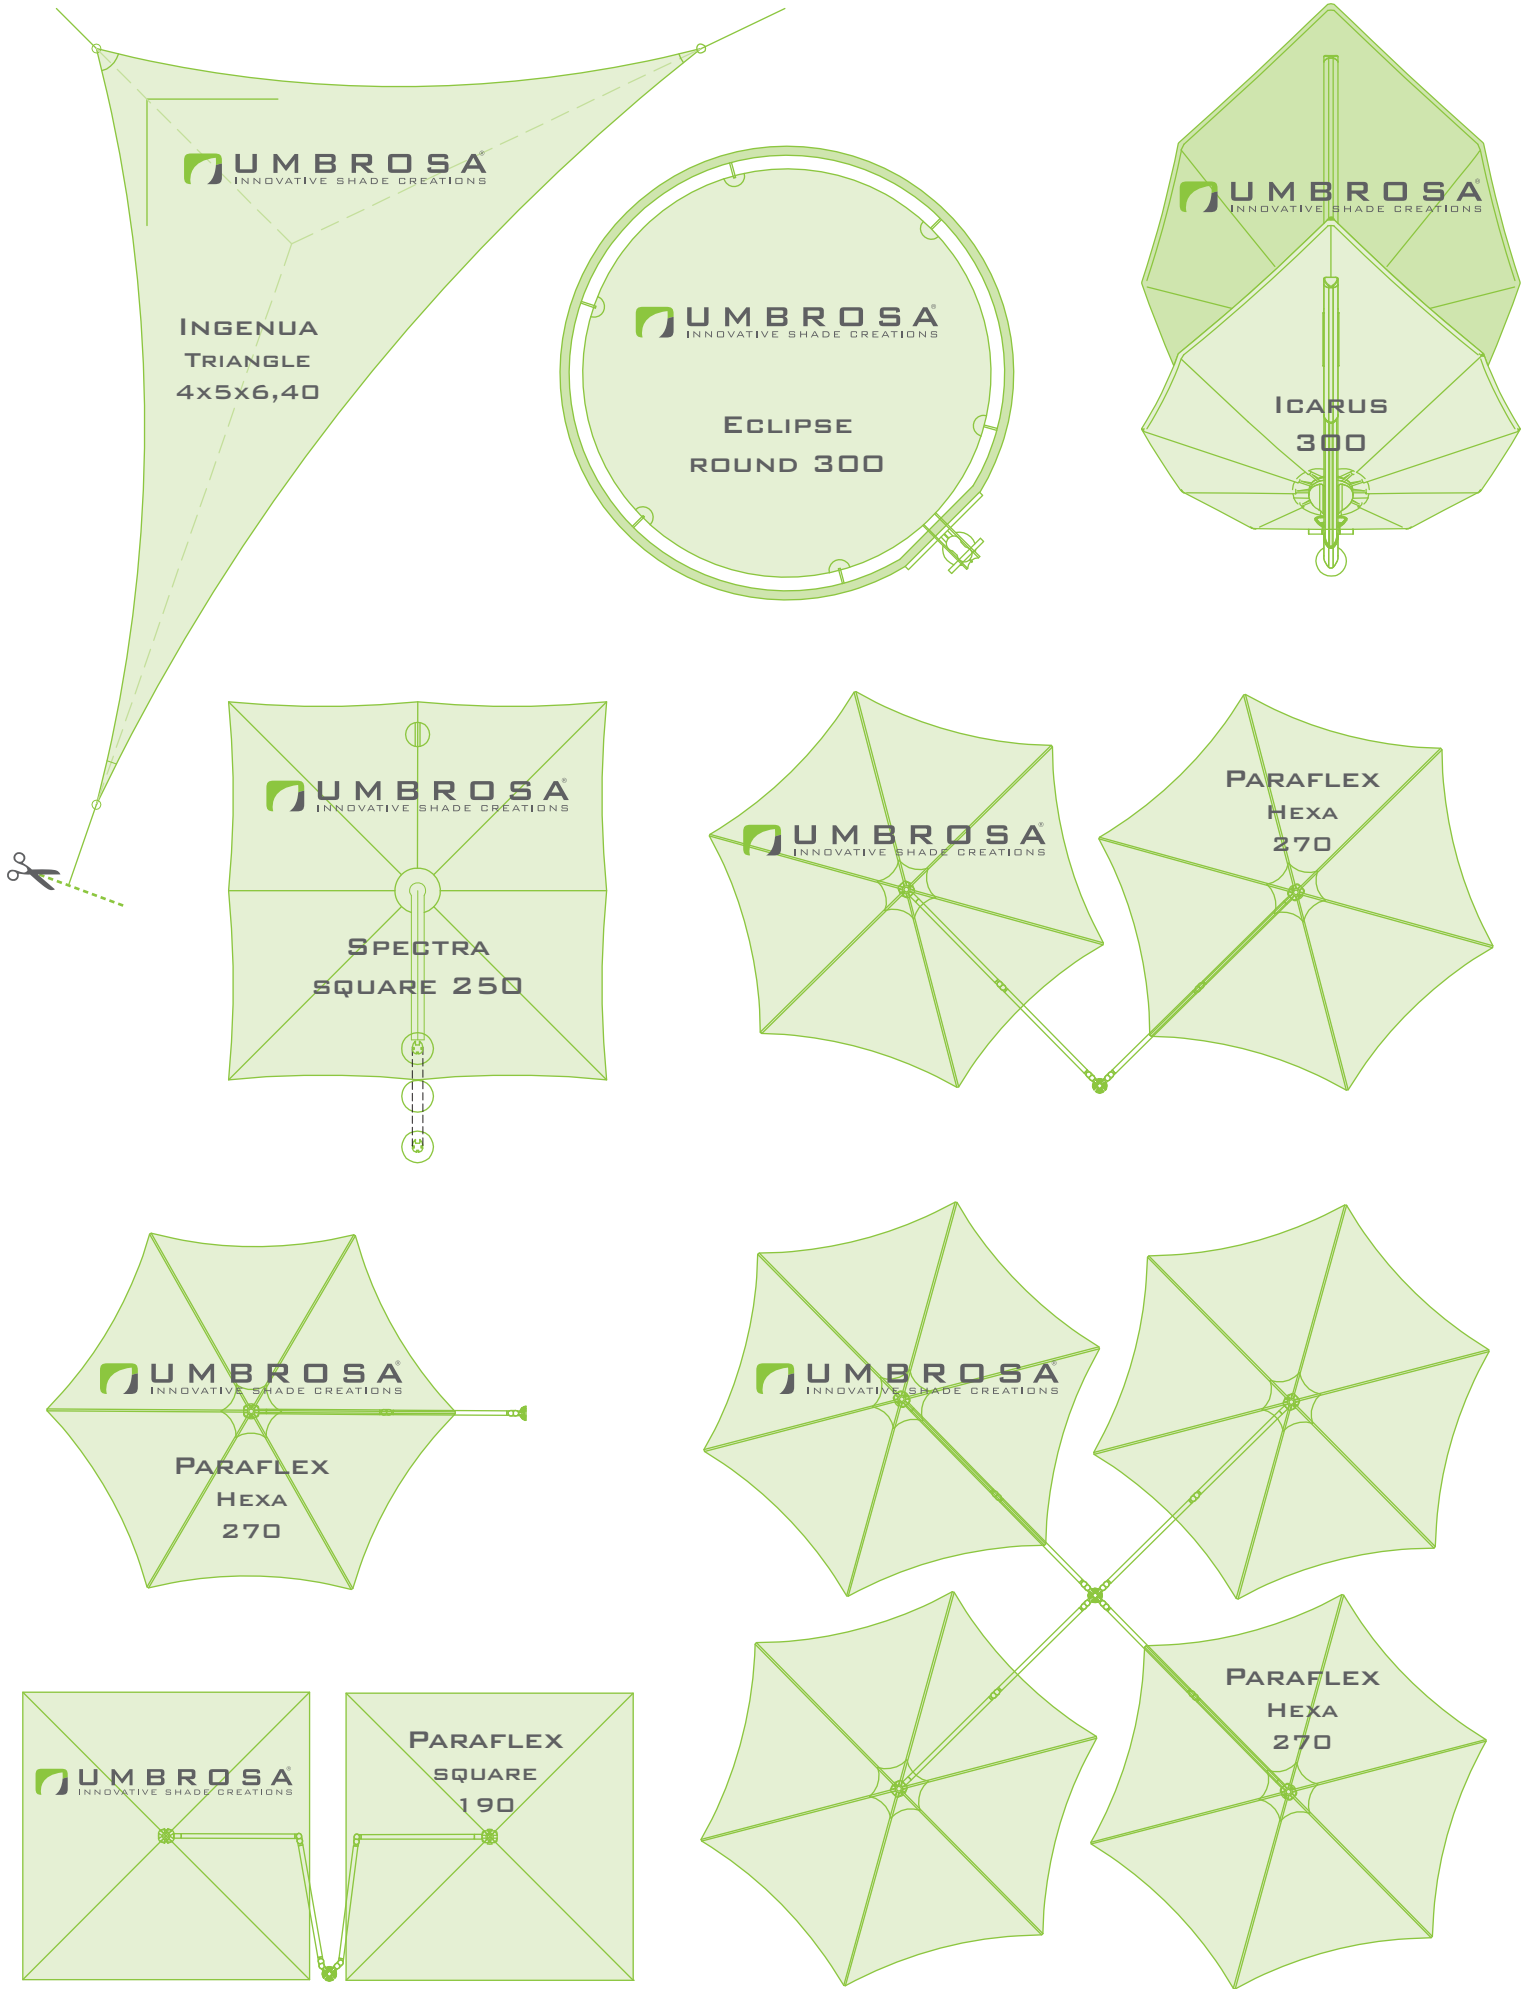 UMBROSA®
INNOVATIVE SHADE CREATIONS
INGENUA
TRIANGLE
4x5x6,40
UMBROSA®
INNOVATIVE SHADE CREATIONS
ECLIPSE
ROUND 300
UMBROSA®
INNOVATIVE SHADE CREATIONS
ICARUS
300
UMBROSA®
INNOVATIVE SHADE CREATIONS
SPECTRA
SQUARE 250
UMBROSA®
INNOVATIVE SHADE CREATIONS
PARAFLEX
HEXA
270
UMBROSA®
INNOVATIVE SHADE CREATIONS
PARAFLEX
HEXA
270
UMBROSA®
INNOVATIVE SHADE CREATIONS
PARAFLEX
HEXA
270
UMBROSA®
INNOVATIVE SHADE CREATIONS
PARAFLEX
SQUARE
190